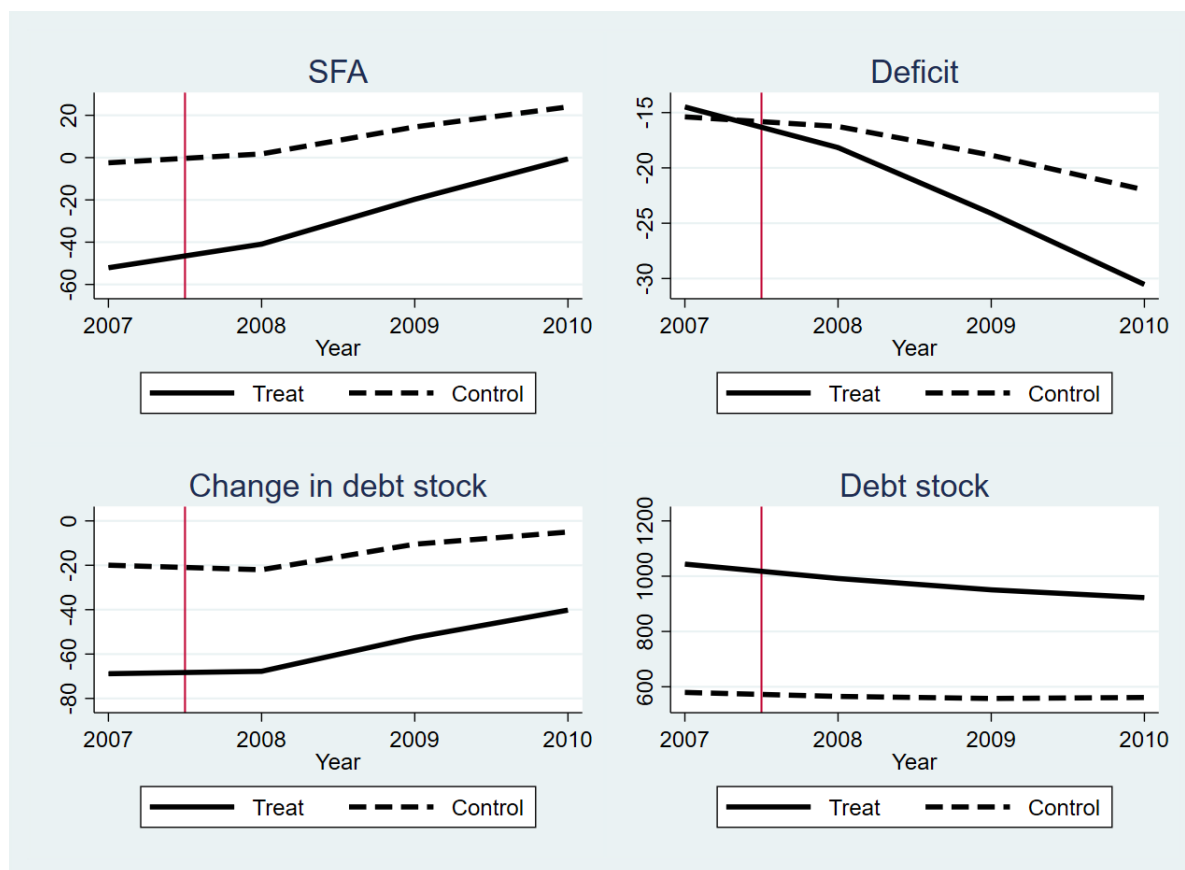 SFA
20
0
-20
-40
-60
2007 2008 2009 2010
Year
Treat Control
Deficit
-15
-20
-25
-30
2007 2008 2009 2010
Year
Treat Control
Change in debt stock
0
-20
-40
-60
-80
2007 2008 2009 2010
Year
Treat Control
Debt stock
1200
1000
800
600
2007 2008 2009 2010
Year
Treat Control